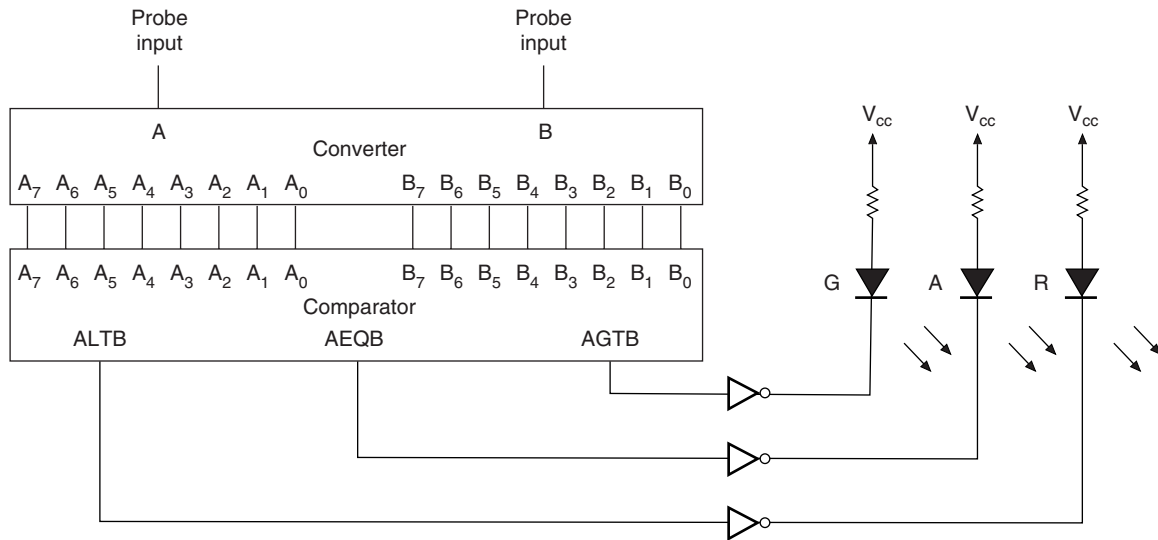 Probe input
Probe input
A B
Converter
A₇ A₆ A₅ A₄ A₃ A₂ A₁ A₀ B₇ B₆ B₅ B₄ B₃ B₂ B₁ B₀
A₇ A₆ A₅ A₄ A₃ A₂ A₁ A₀ B₇ B₆ B₅ B₄ B₃ B₂ B₁ B₀
Comparator
ALTB AEQB AGTB
Vcc Vcc Vcc
G A R